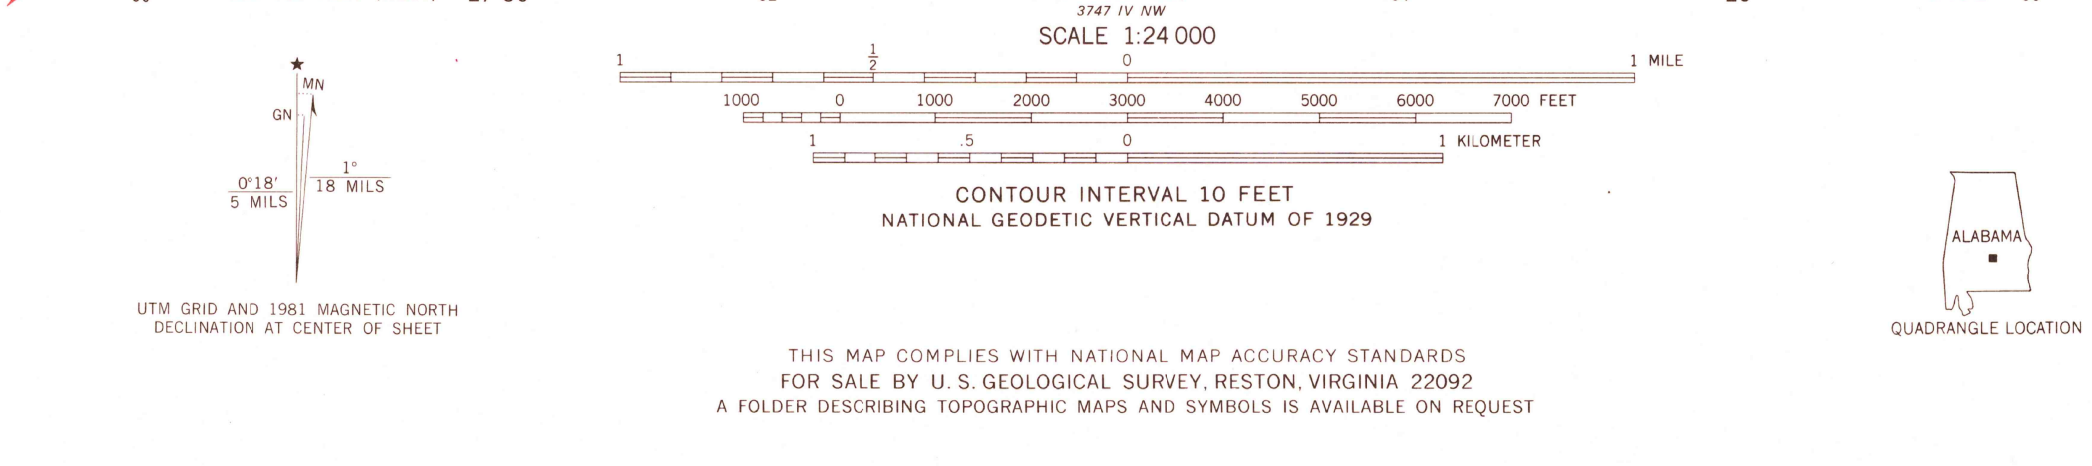 3747 IV NW
SCALE 1:24 000
1 1/2 0 1 MILE
1000 0 1000 2000 3000 4000 5000 6000 7000 FEET
1 .5 0 1 KILOMETER
CONTOUR INTERVAL 10 FEET
NATIONAL GEODETIC VERTICAL DATUM OF 1929
★
MN
GN
1°
18 MILS
0°18′
5 MILS
UTM GRID AND 1981 MAGNETIC NORTH
DECLINATION AT CENTER OF SHEET
THIS MAP COMPLIES WITH NATIONAL MAP ACCURACY STANDARDS
FOR SALE BY U. S. GEOLOGICAL SURVEY, RESTON, VIRGINIA 22092
A FOLDER DESCRIBING TOPOGRAPHIC MAPS AND SYMBOLS IS AVAILABLE ON REQUEST
ALABAMA
QUADRANGLE LOCATION